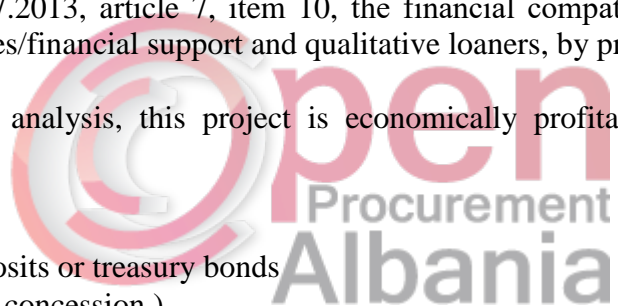 7.2013, article 7, item 10, the financial compat
es/financial support and qualitative loaners, by pr
analysis, this project is economically profita
Open
Procurement
Albania
osits or treasury bonds
concession.)